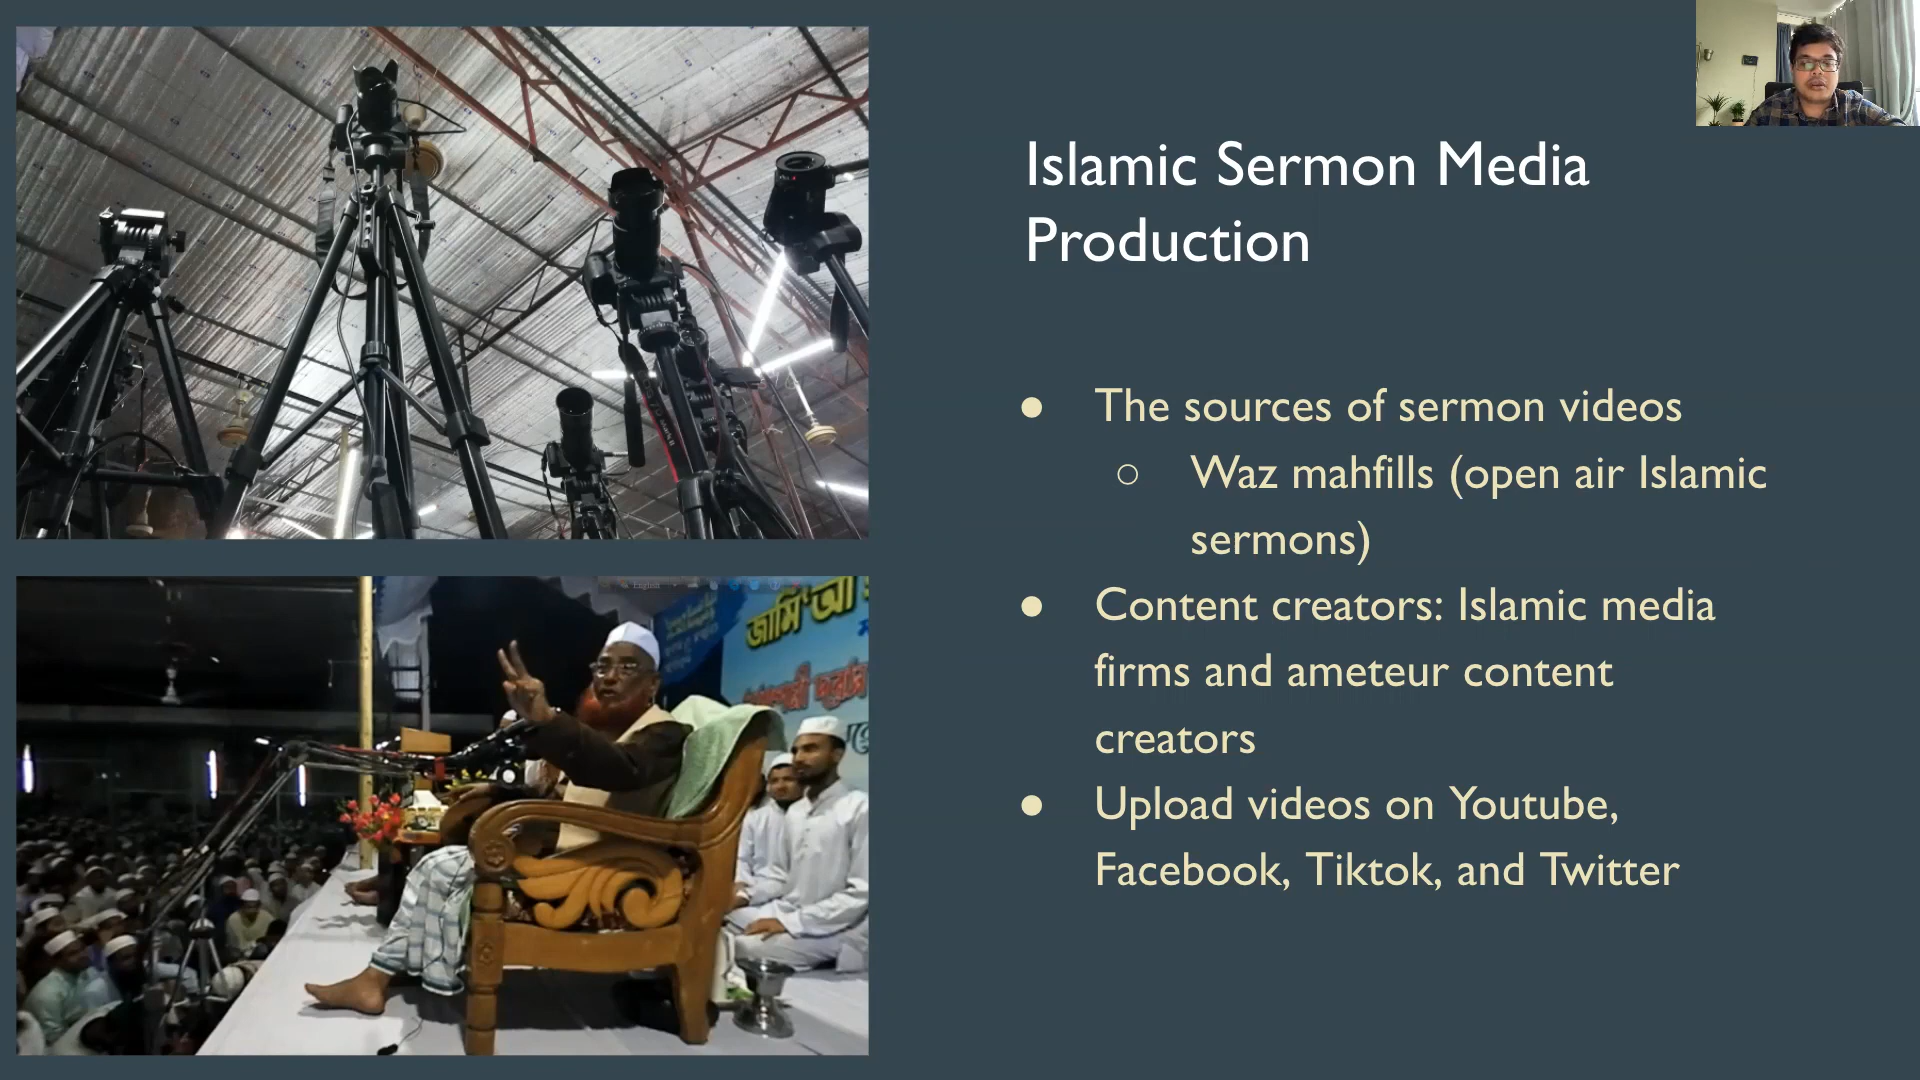 Islamic Sermon Media
Production
● The sources of sermon videos
○ Waz mahfills (open air Islamic
sermons)
● Content creators: Islamic media
firms and ameteur content
creators
● Upload videos on Youtube,
Facebook, Tiktok, and Twitter
English
জামি'আ